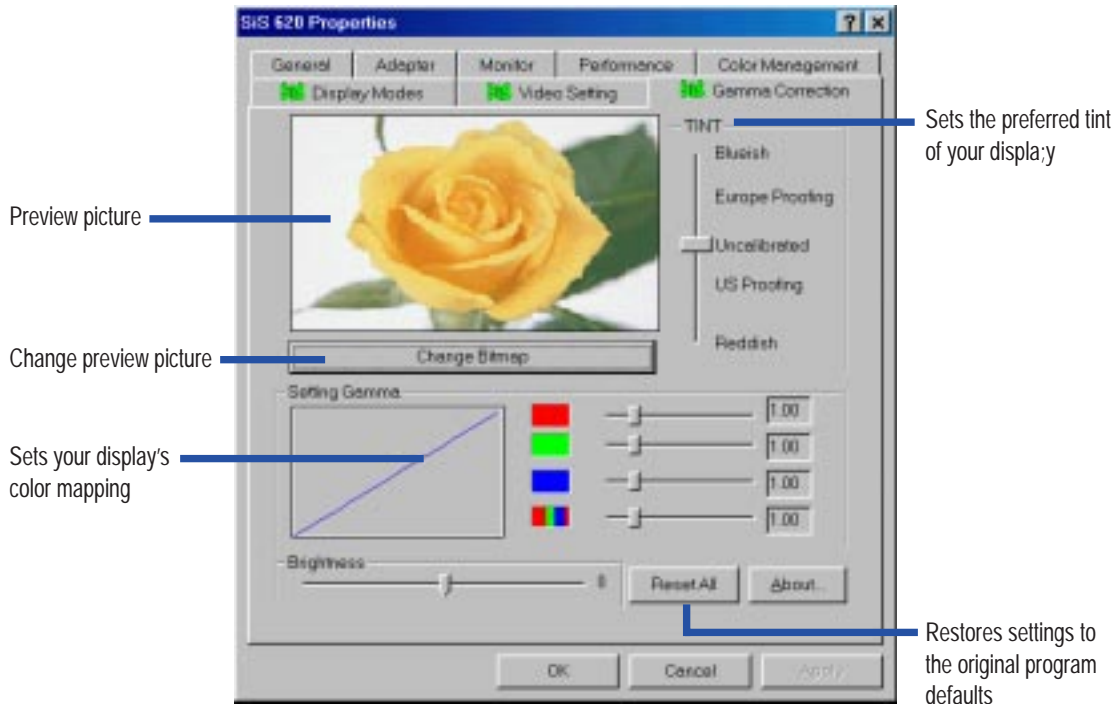 SiS 620 Properties
General Adapter Monitor Performance Color Management
Display Modes Video Setting Gamma Correction
TINT
Sets the preferred tint
of your displa;y
Blueish
Europe Proofing
Preview picture
Uncalibrated
US Proofing
Reddish
Change preview picture
Change Bitmap
Setting Gamma
1.00
Sets your display's
color mapping
1.00
1.00
1.00
Brightness
0
Reset All About...
Restores settings to
the original program
defaults
OK Cancel Apply